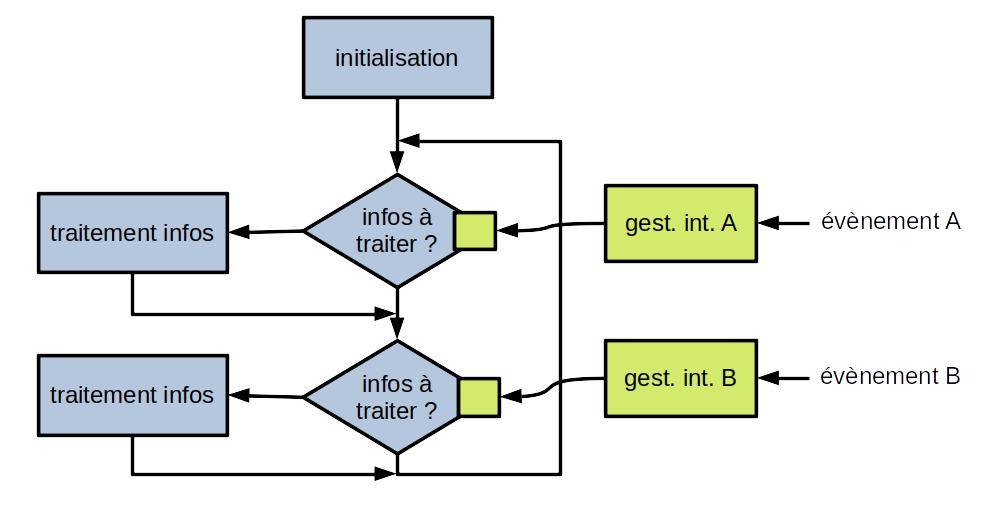 initialisation
infos à
traiter ?
traitement infos
gest. int. A
évènement A
infos à
traiter ?
traitement infos
gest. int. B
évènement B